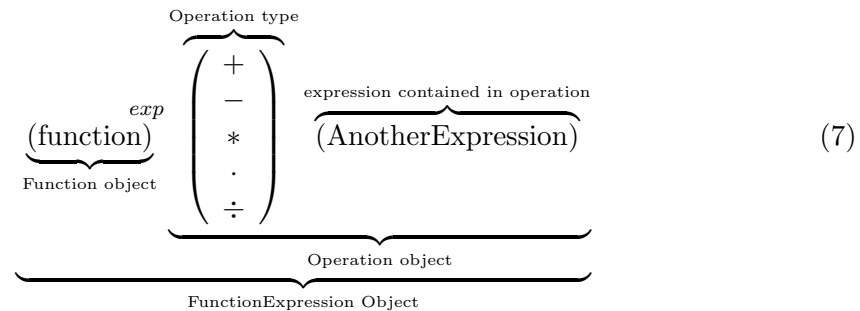 Operation type
+
−
expression contained in operation
(function)^exp ∗ (AnotherExpression) (7)
·
Function object
÷
Operation object
FunctionExpression Object